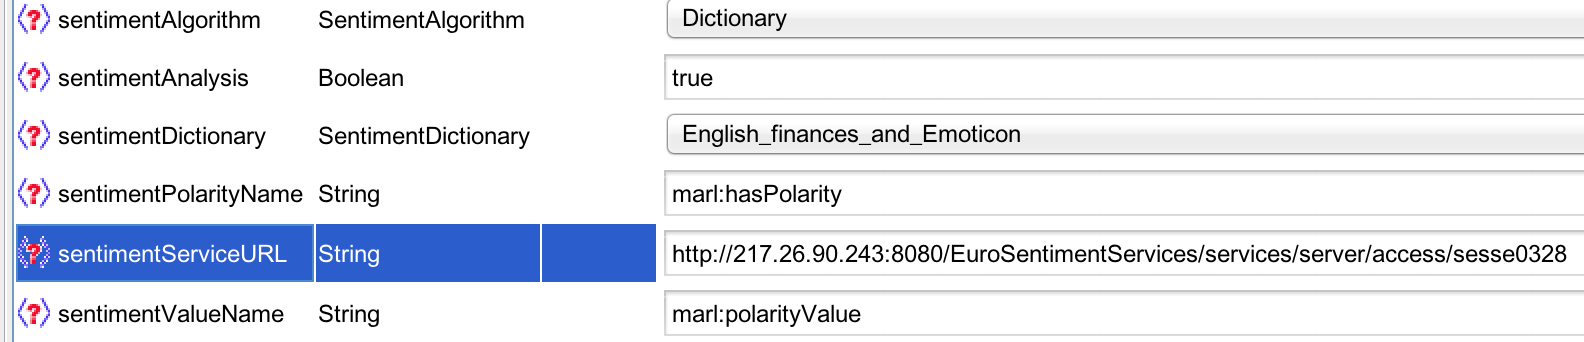 sentimentAlgorithm SentimentAlgorithm Dictionary
sentimentAnalysis Boolean true
sentimentDictionary SentimentDictionary English_finances_and_Emoticon
sentimentPolarityName String marl:hasPolarity
sentimentServiceURL String http://217.26.90.243:8080/EuroSentimentServices/services/server/access/sesse0328
sentimentValueName String marl:polarityValue